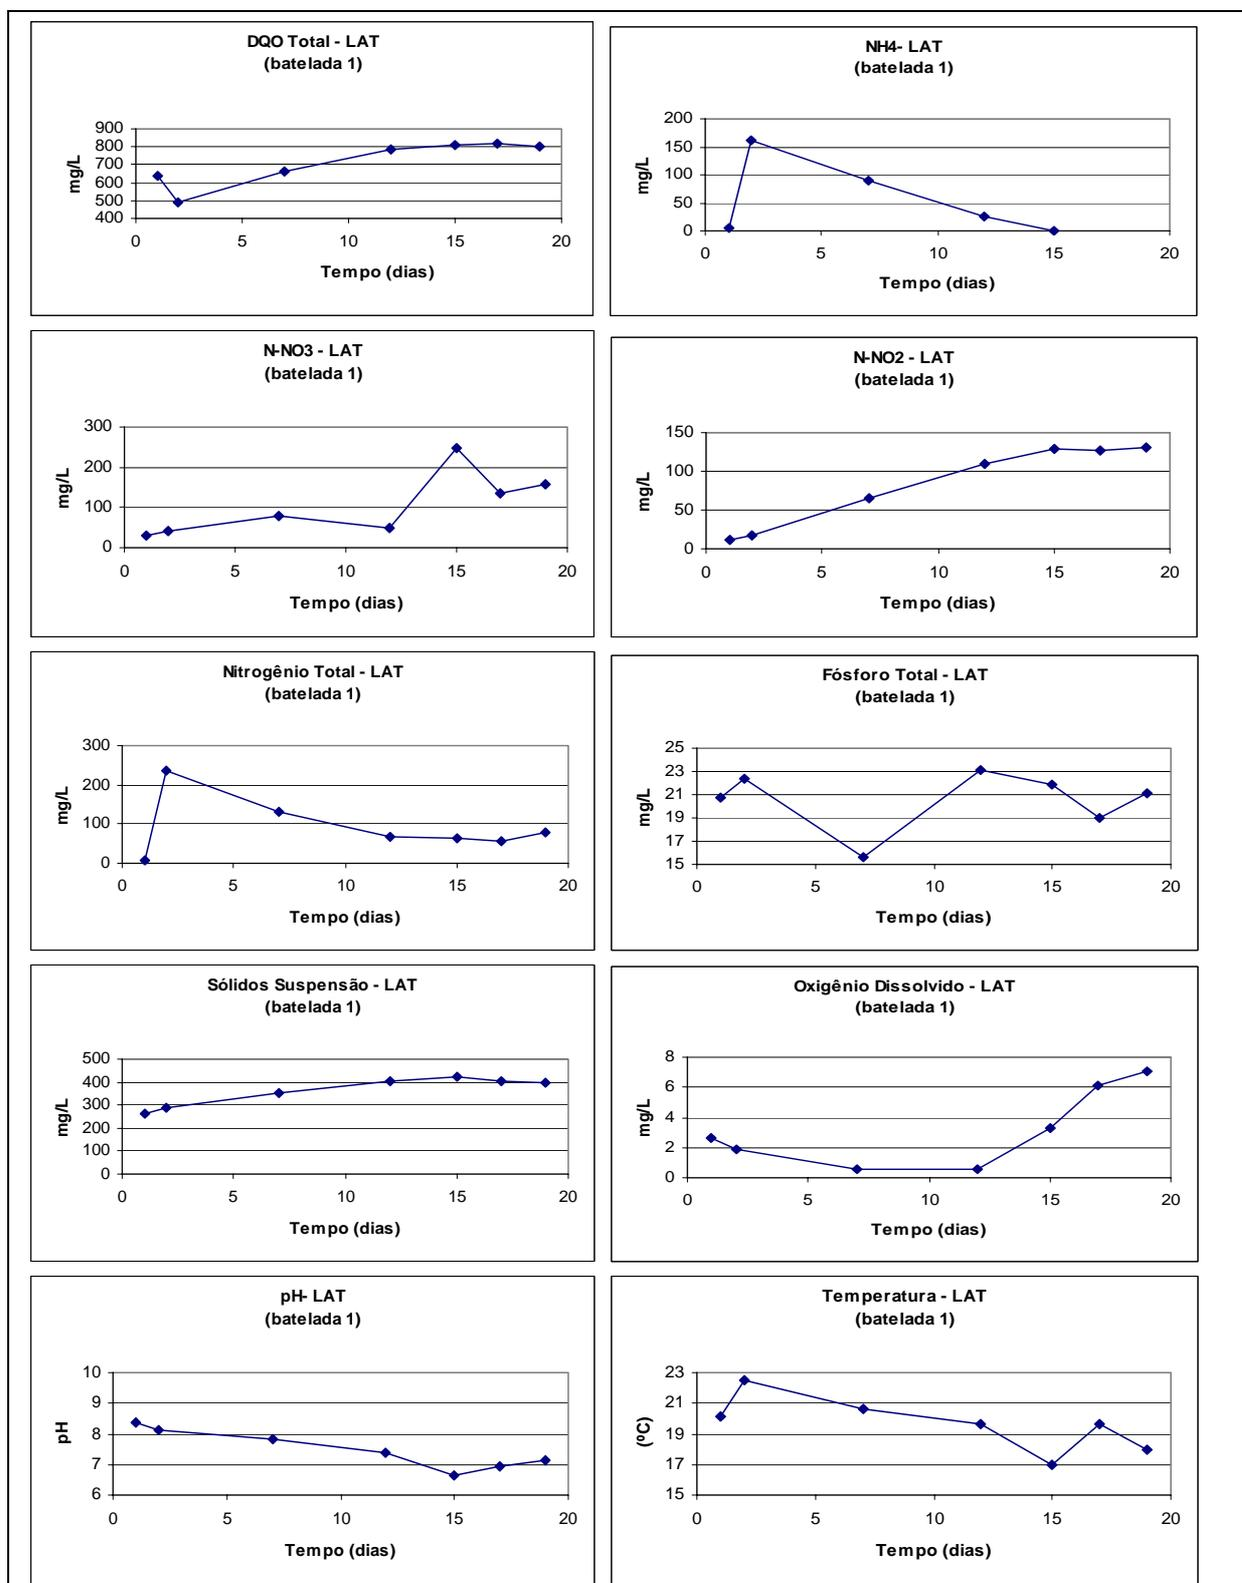 DQO Total - LAT
(batelada 1)
900
800
700
600
500
400
mg/L
0 5 10 15 20
Tempo (dias)
NH4- LAT
(batelada 1)
200
150
100
50
0
mg/L
0 5 10 15 20
Tempo (dias)
N-NO3 - LAT
(batelada 1)
300
200
100
0
mg/L
0 5 10 15 20
Tempo (dias)
N-NO2 - LAT
(batelada 1)
150
100
50
0
mg/L
0 5 10 15 20
Tempo (dias)
Nitrogênio Total - LAT
(batelada 1)
300
200
100
0
mg/L
0 5 10 15 20
Tempo (dias)
Fósforo Total - LAT
(batelada 1)
25
23
21
19
17
15
mg/L
0 5 10 15 20
Tempo (dias)
Sólidos Suspensão - LAT
(batelada 1)
500
400
300
200
100
0
mg/L
0 5 10 15 20
Tempo (dias)
Oxigênio Dissolvido - LAT
(batelada 1)
8
6
4
2
0
mg/L
0 5 10 15 20
Tempo (dias)
pH- LAT
(batelada 1)
10
9
8
7
6
pH
0 5 10 15 20
Tempo (dias)
Temperatura - LAT
(batelada 1)
23
21
19
17
15
(ºC)
0 5 10 15 20
Tempo (dias)